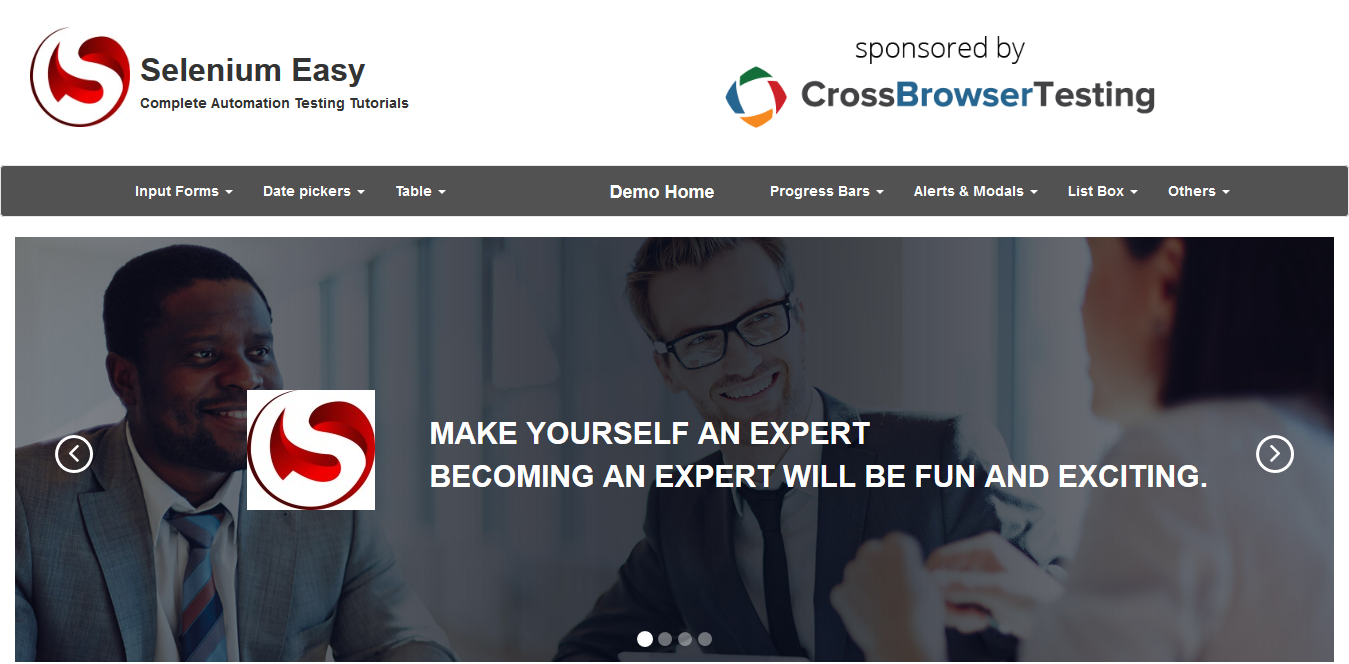 Selenium Easy
Complete Automation Testing Tutorials
sponsored by
CrossBrowserTesting
Input Forms
Date pickers
Table
Demo Home
Progress Bars
Alerts & Modals
List Box
Others
MAKE YOURSELF AN EXPERT
BECOMING AN EXPERT WILL BE FUN AND EXCITING.